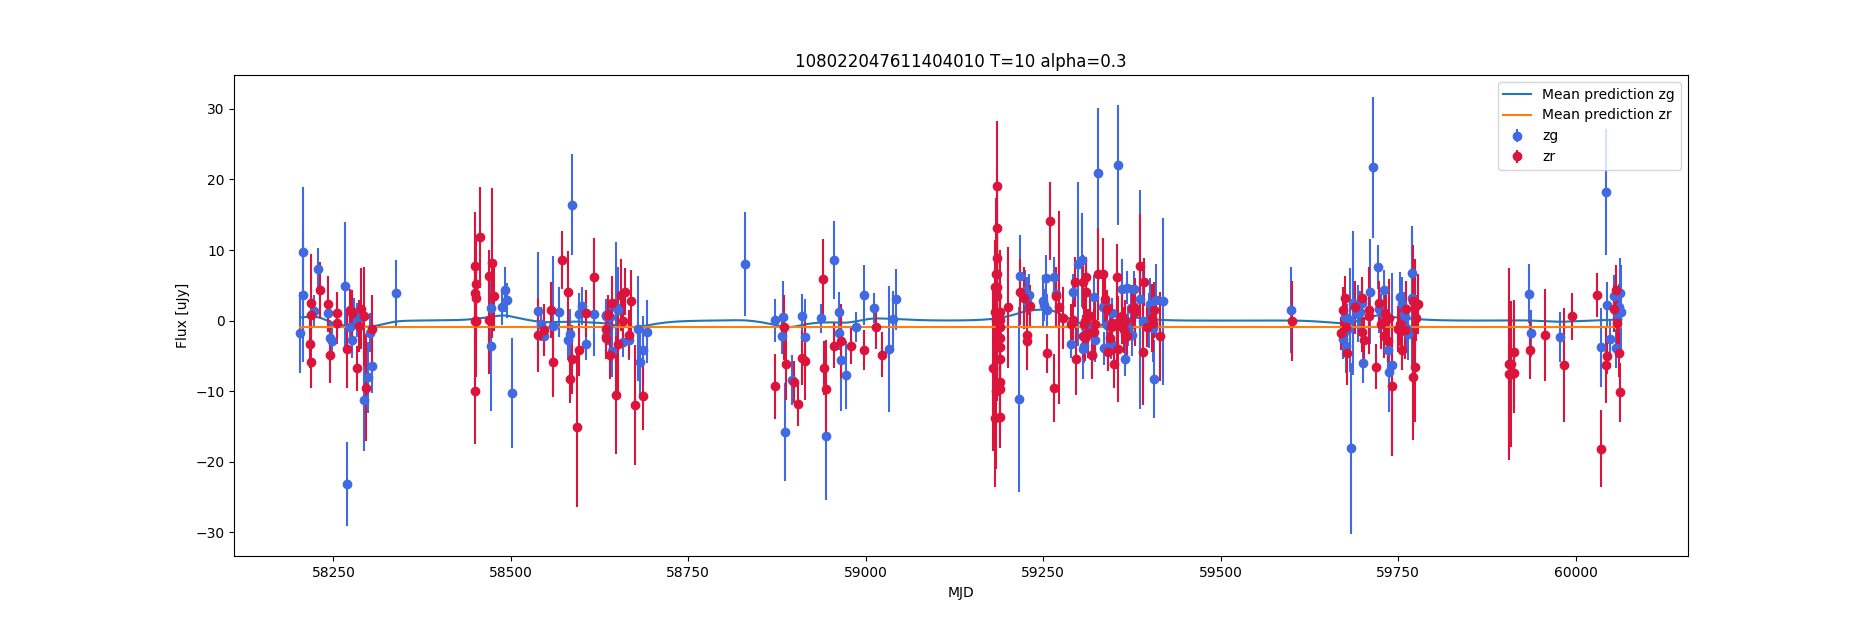 108022047611404010 T=10 alpha=0.3
Flux [uJy]
30
20
10
0
−10
−20
−30
58250 58500 58750 59000 59250 59500 59750 60000
MJD
Mean prediction zg
Mean prediction zr
zg
zr